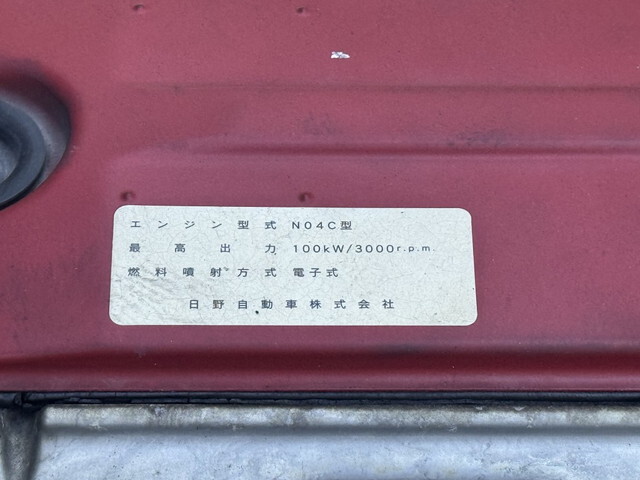 エンジン型式 N04C型
最高出力 100kW/3000r.p.m.
燃料噴射方式 電子式
日野自動車株式会社